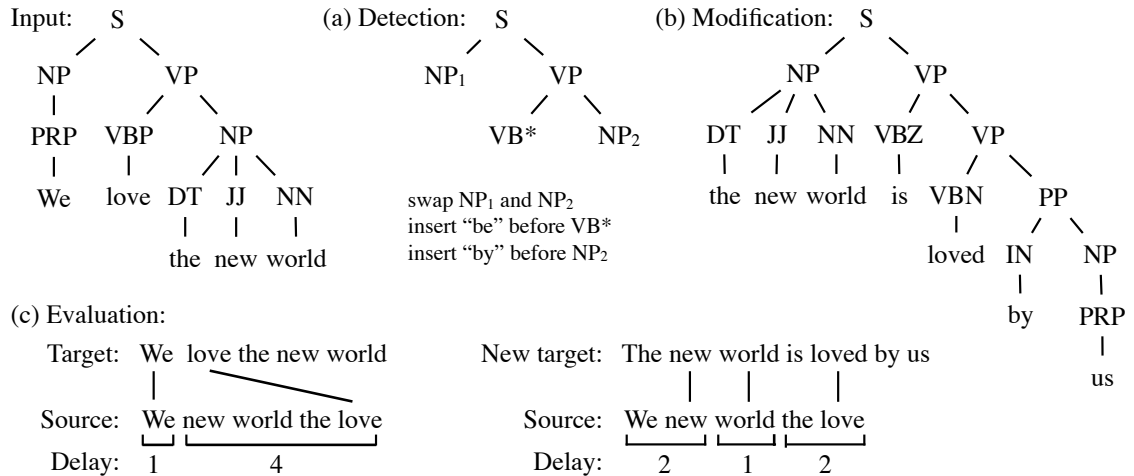 Input: S (a) Detection: S (b) Modification: S
NP VP NP1 VP NP VP
PRP VBP NP VB* NP2 DT JJ NN VBZ VP
We love DT JJ NN the new world is VBN PP
swap NP1 and NP2
insert “be” before VB*
insert “by” before NP2
the new world loved IN NP
by PRP
us
(c) Evaluation:
Target: We love the new world New target: The new world is loved by us
Source: We new world the love Source: We new world the love
Delay: 1 4 Delay: 2 1 2